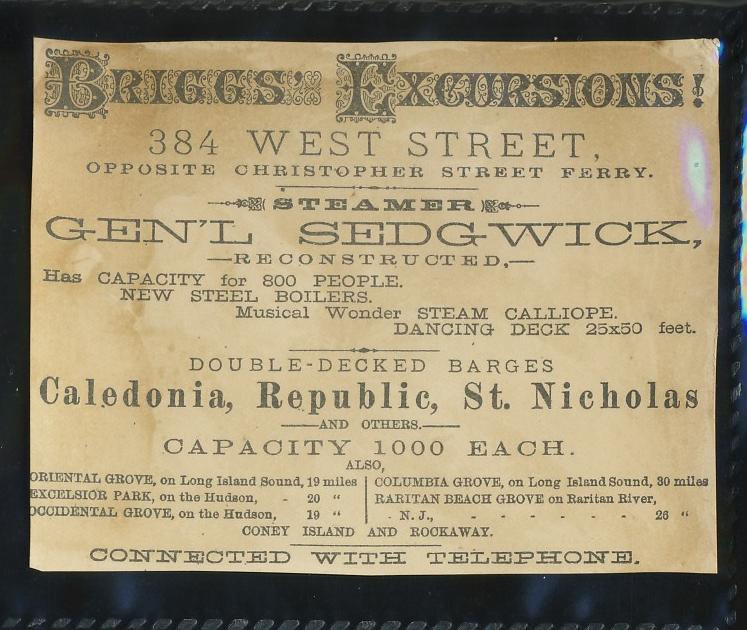 BRIGGS' EXCURSIONS!
384 WEST STREET,
OPPOSITE CHRISTOPHER STREET FERRY.
STEAMER
GEN'L SEDGWICK,
—RECONSTRUCTED,—
Has CAPACITY for 800 PEOPLE.
NEW STEEL BOILERS.
Musical Wonder STEAM CALLIOPE.
DANCING DECK 25x50 feet.
DOUBLE-DECKED BARGES
Caledonia, Republic, St. Nicholas
——AND OTHERS.——
CAPACITY 1000 EACH.
ALSO,
ORIENTAL GROVE, on Long Island Sound, 19 miles
EXCELSIOR PARK, on the Hudson, - 20 "
OCCIDENTAL GROVE, on the Hudson, 19 "
COLUMBIA GROVE, on Long Island Sound, 30 miles
RARITAN BEACH GROVE on Raritan River,
- N. J., - - - - - - 26 "
CONEY ISLAND AND ROCKAWAY.
CONNECTED WITH TELEPHONE.